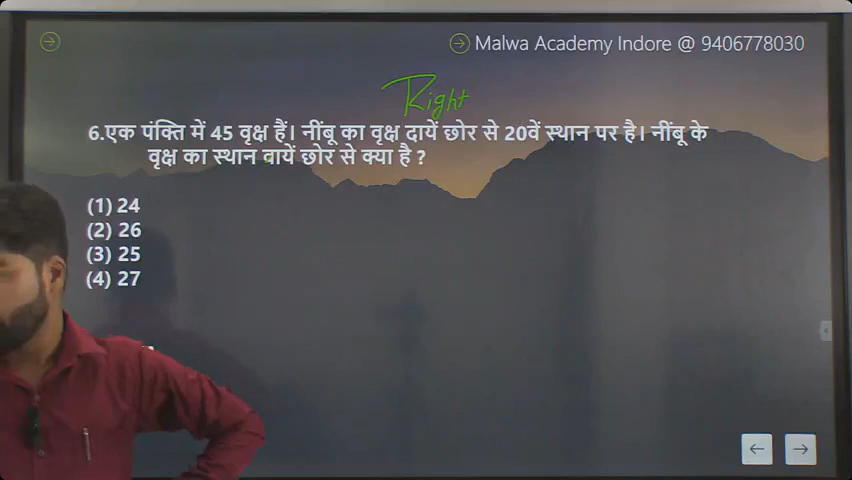 Malwa Academy Indore @ 9406778030
Right
6.एक पंक्ति में 45 वृक्ष हैं। नींबू का वृक्ष दायें छोर से 20वें स्थान पर है। नींबू के
वृक्ष का स्थान वायें छोर से क्या है ?
(1) 24
(2) 26
(3) 25
(4) 27